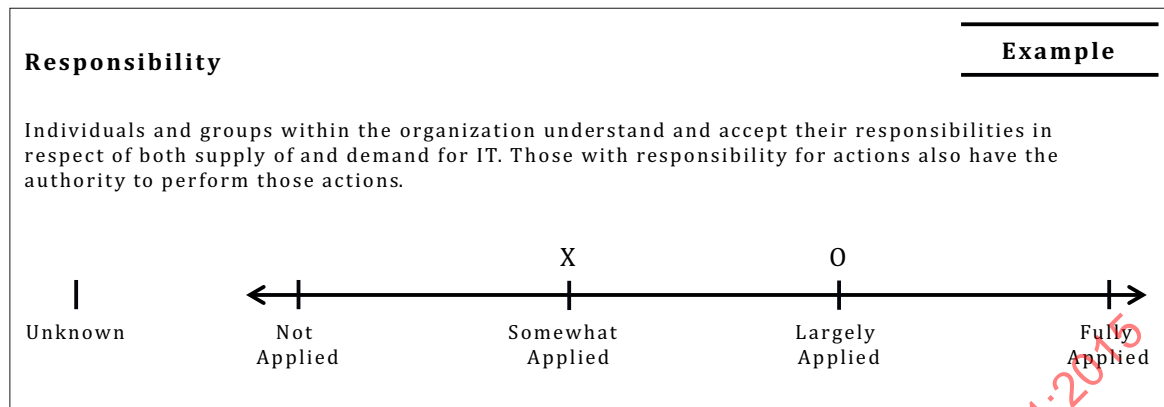 Responsibility
Example
Individuals and groups within the organization understand and accept their responsibilities in
respect of both supply of and demand for IT. Those with responsibility for actions also have the
authority to perform those actions.
X O
Unknown Not Somewhat Largely Fully
Applied Applied Applied Applied
:2015